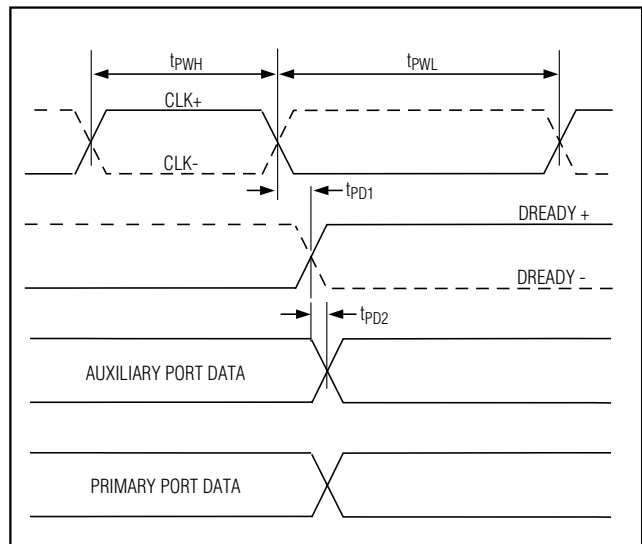 tPWH
tPWL
CLK+
CLK-
tPD1
DREADY +
DREADY -
tPD2
AUXILIARY PORT DATA
PRIMARY PORT DATA